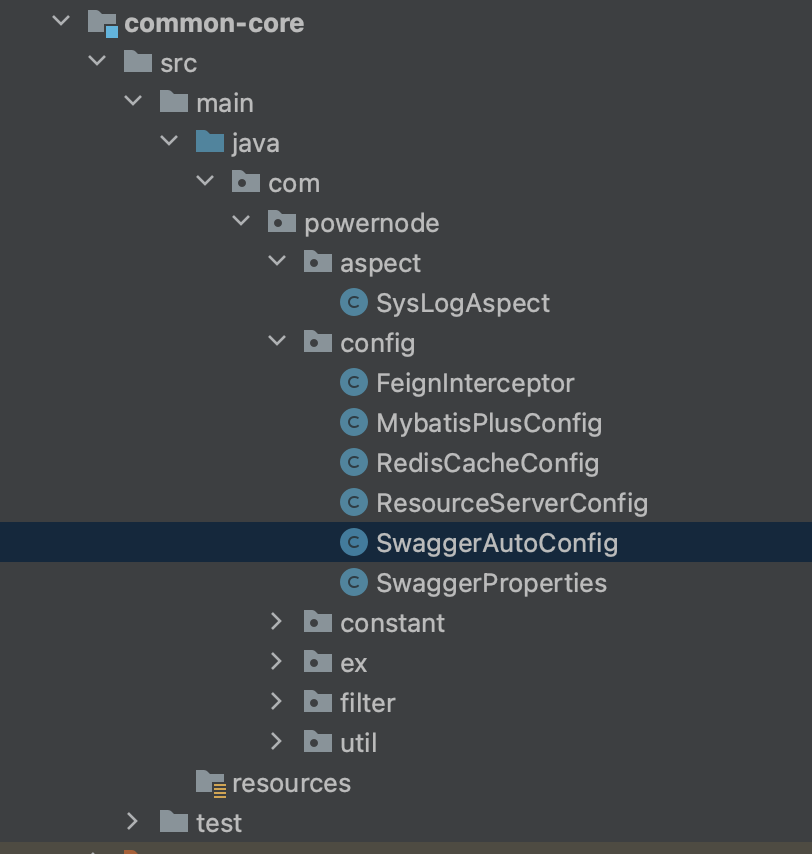 common-core
src
main
java
com
powernode
aspect
C SysLogAspect
config
C FeignInterceptor
C MybatisPlusConfig
C RedisCacheConfig
C ResourceServerConfig
C SwaggerAutoConfig
C SwaggerProperties
constant
ex
filter
util
resources
test